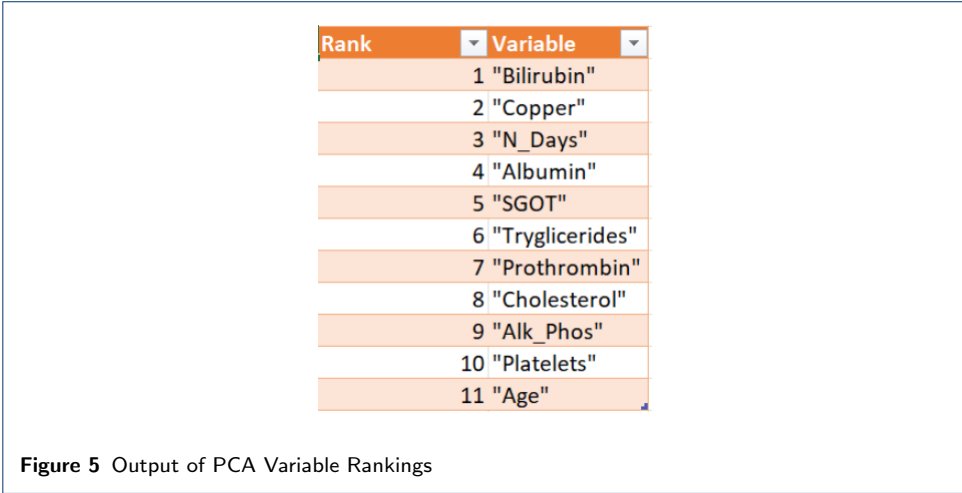 Rank Variable
1 "Bilirubin"
2 "Copper"
3 "N_Days"
4 "Albumin"
5 "SGOT"
6 "Tryglicerides"
7 "Prothrombin"
8 "Cholesterol"
9 "Alk_Phos"
10 "Platelets"
11 "Age"
Figure 5 Output of PCA Variable Rankings